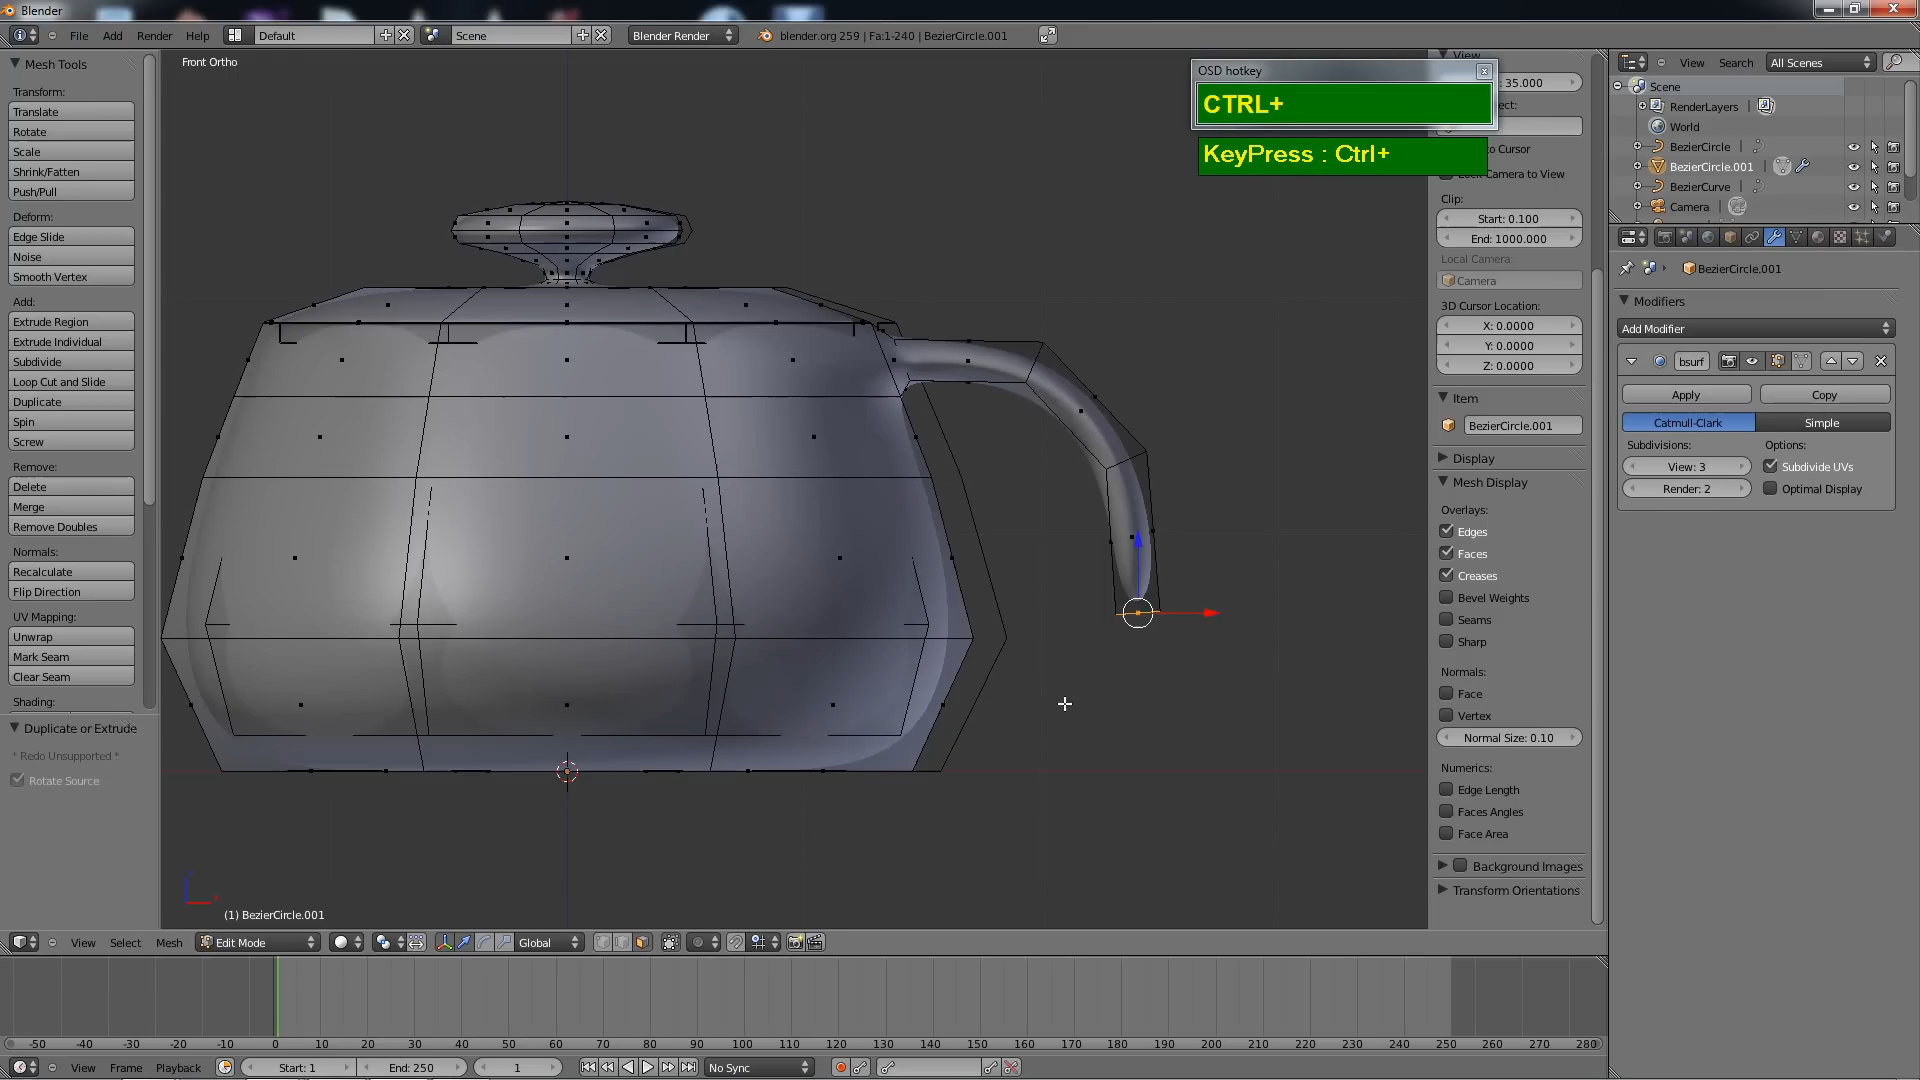 Blender
File Add Render Help
Default
Scene
Blender Render
blender.org 259 | Fa:1-240 | BezierCircle.001
Mesh Tools
Transform:
Translate
Rotate
Scale
Shrink/Fatten
Push/Pull
Deform:
Edge Slide
Noise
Smooth Vertex
Add:
Extrude Region
Extrude Individual
Subdivide
Loop Cut and Slide
Duplicate
Spin
Screw
Remove:
Delete
Merge
Remove Doubles
Normals:
Recalculate
Flip Direction
UV Mapping:
Unwrap
Mark Seam
Clear Seam
Shading:
Duplicate or Extrude
* Redo Unsupported *
Rotate Source
Front Ortho
(1) BezierCircle.001
OSD hotkey
CTRL+
KeyPress : Ctrl+
View
35.000
to Cursor
Lock Camera to View
Clip:
Start: 0.100
End: 1000.000
Local Camera:
Camera
3D Cursor Location:
X: 0.0000
Y: 0.0000
Z: 0.0000
Item
BezierCircle.001
Display
Mesh Display
Overlays:
Edges
Faces
Creases
Bevel Weights
Seams
Sharp
Normals:
Face
Vertex
Normal Size: 0.10
Numerics:
Edge Length
Faces Angles
Face Area
Background Images
Transform Orientations
View Search All Scenes
Scene
RenderLayers
World
BezierCircle
BezierCircle.001
BezierCurve
Camera
BezierCircle.001
Modifiers
Add Modifier
bsurf
Apply Copy
Catmull-Clark Simple
Subdivisions: Options:
View: 3 Subdivide UVs
Render: 2 Optimal Display
View Select Mesh Edit Mode Global
-50 -40 -30 -20 -10 0 10 20 30 40 50 60 70 80 90 100 110 120 130 140 150 160 170 180 190 200 210 220 230 240 250 260 270 280
View Frame Playback Start: 1 End: 250 1 No Sync